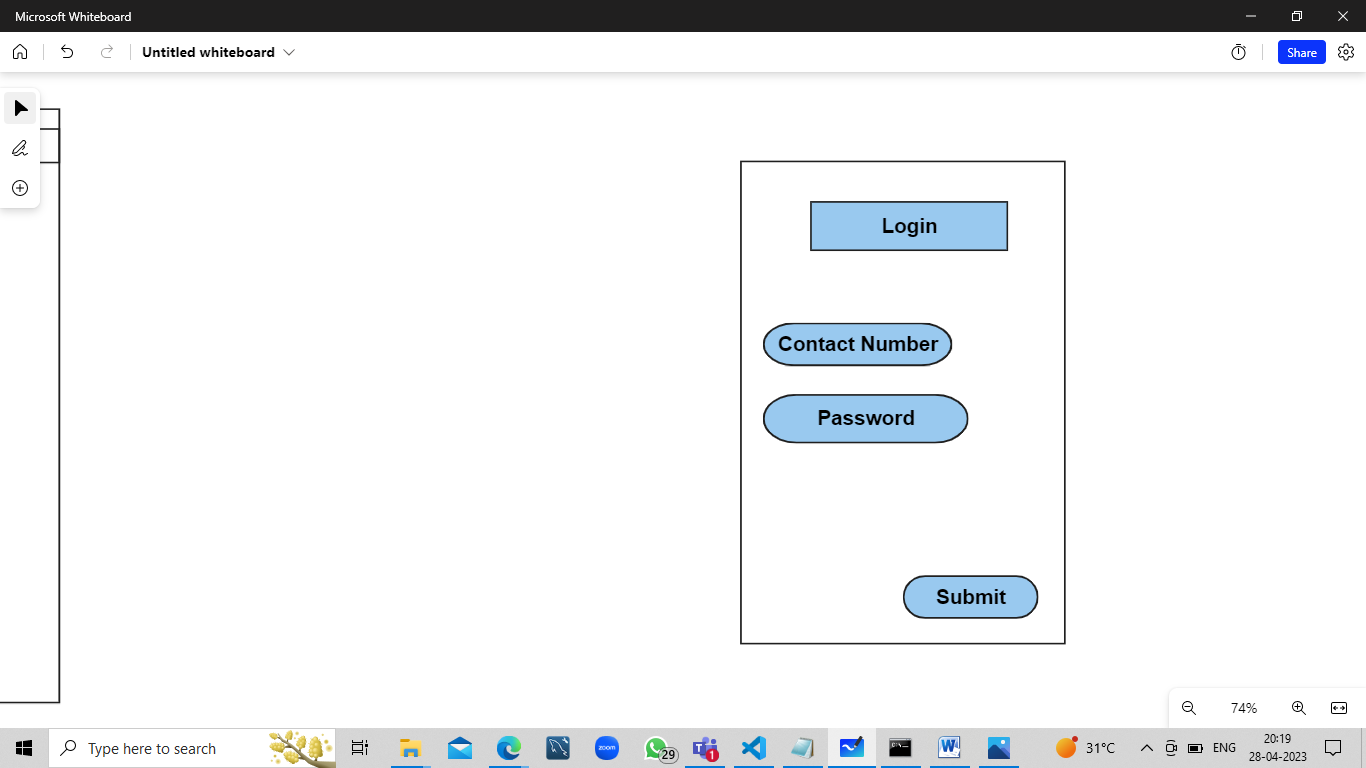 Microsoft Whiteboard
Untitled whiteboard
Share
Login
Contact Number
Password
Submit
74%
Type here to search
zoom
29
1
31°C
ENG
20:19
28-04-2023